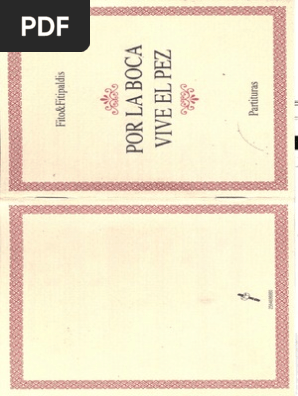 PDF
Fito&Fitipaldis
POR LA BOCA
VIVE EL PEZ
Partituras